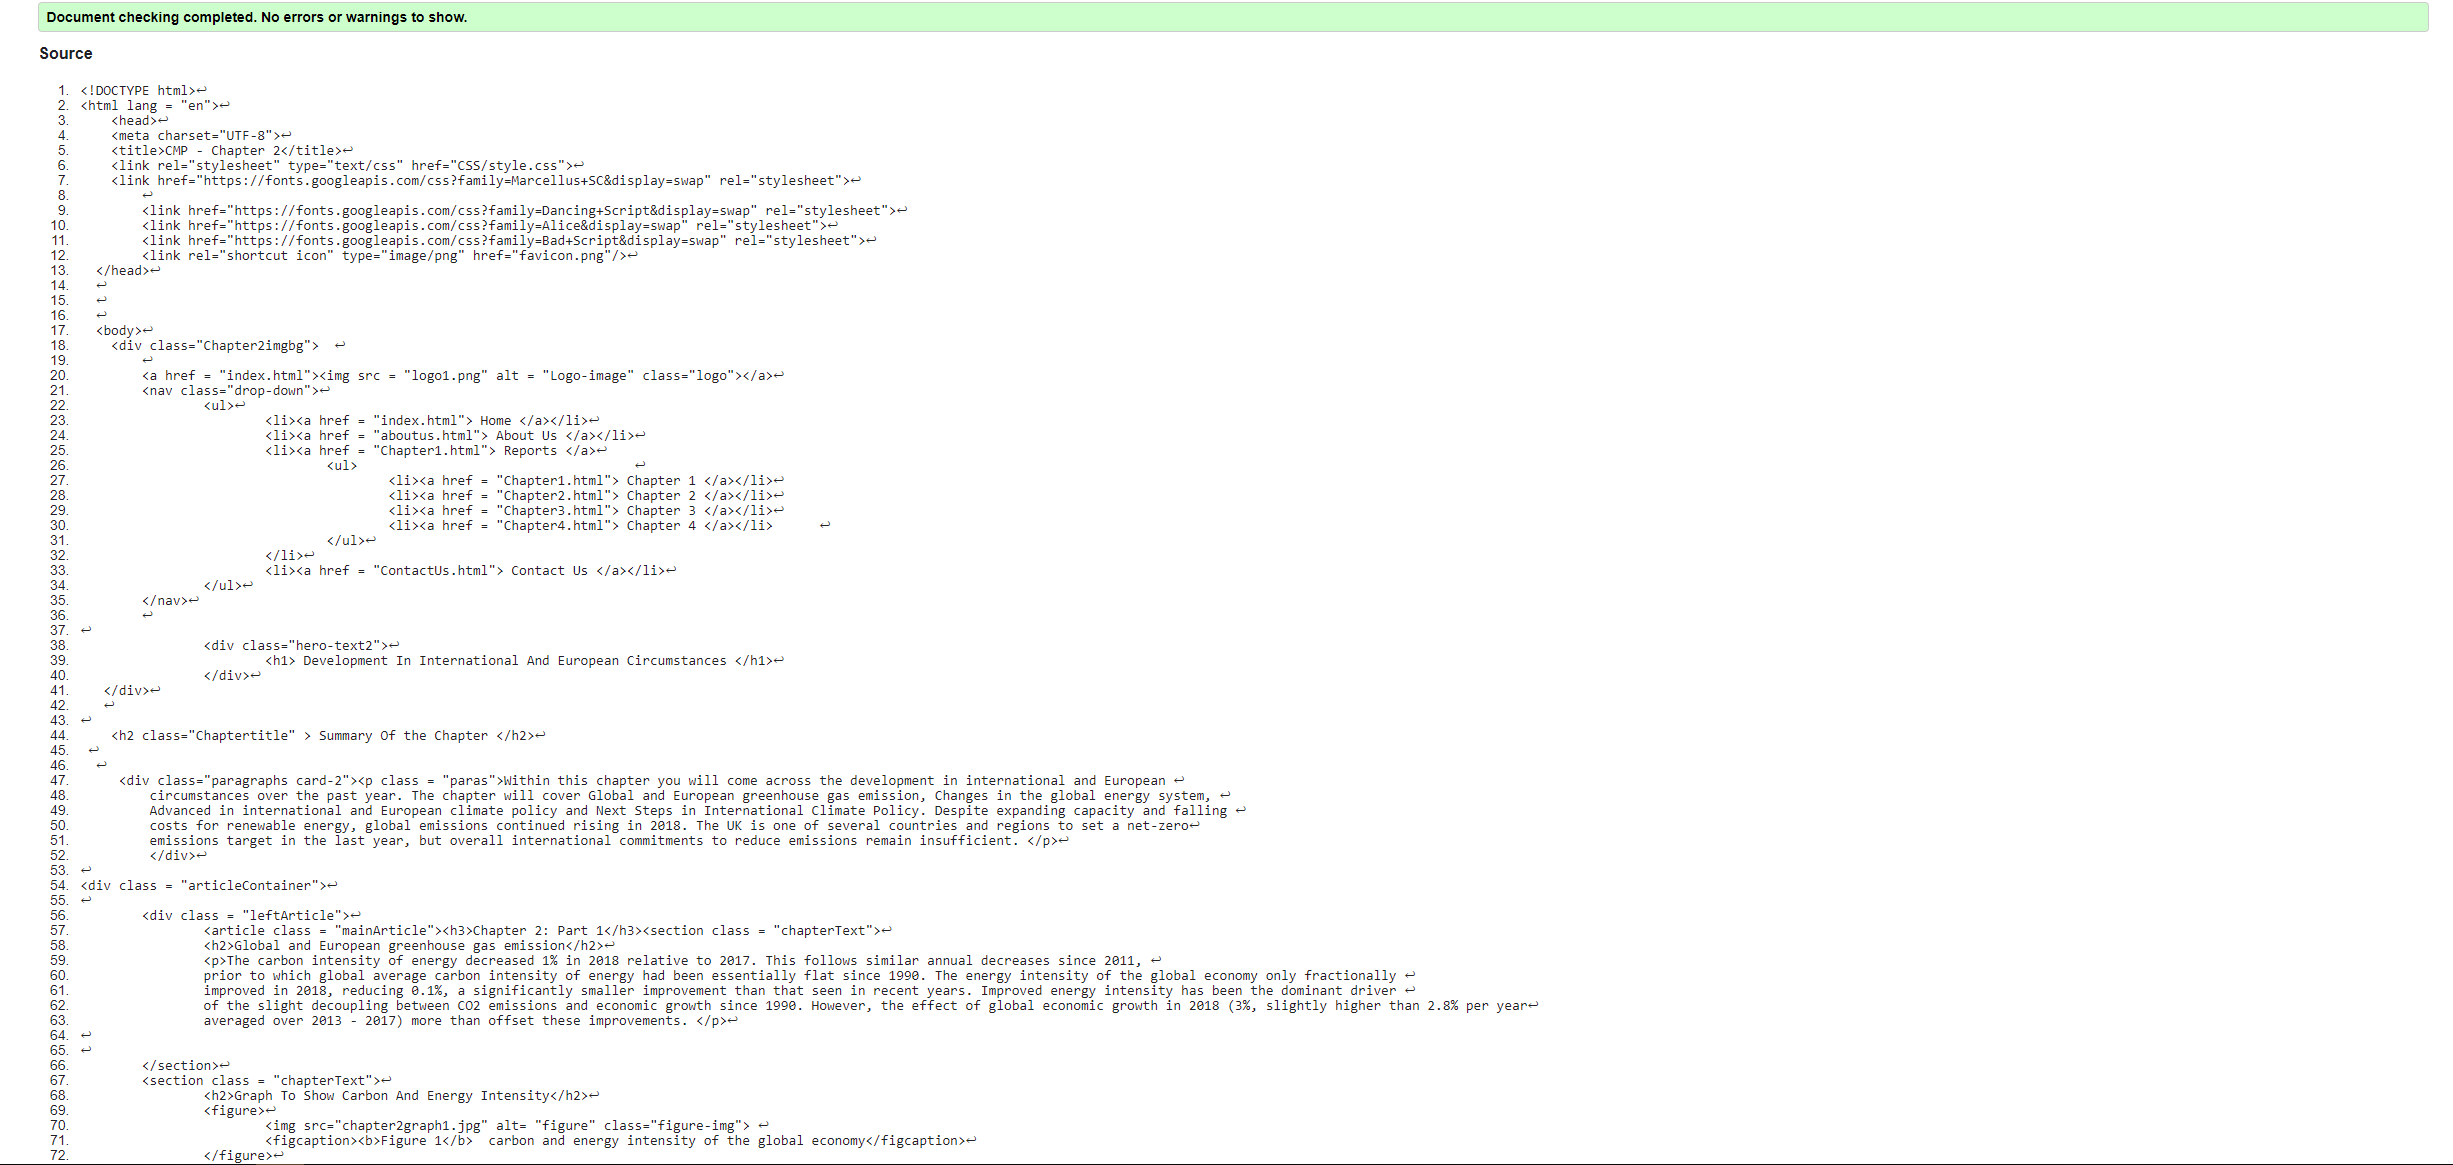 Document checking completed. No errors or warnings to show.
Source
1. <!DOCTYPE html>↩
2. <html lang = "en">↩
3. <head>↩
4. <meta charset="UTF-8">↩
5. <title>CMP - Chapter 2</title>↩
6. <link rel="stylesheet" type="text/css" href="CSS/style.css">↩
7. <link href="https://fonts.googleapis.com/css?family=Marcellus+SC&display=swap" rel="stylesheet">↩
8. ↩
9. <link href="https://fonts.googleapis.com/css?family=Dancing+Script&display=swap" rel="stylesheet">↩
10. <link href="https://fonts.googleapis.com/css?family=Alice&display=swap" rel="stylesheet">↩
11. <link href="https://fonts.googleapis.com/css?family=Bad+Script&display=swap" rel="stylesheet">↩
12. <link rel="shortcut icon" type="image/png" href="favicon.png"/>↩
13. </head>↩
14. ↩
15. ↩
16. ↩
17. <body>↩
18. <div class="Chapter2imgbg"> ↩
19. ↩
20. <a href = "index.html"><img src = "logo1.png" alt = "Logo-image" class="logo"></a>↩
21. <nav class="drop-down">↩
22. <ul>↩
23. <li><a href = "index.html"> Home </a></li>↩
24. <li><a href = "aboutus.html"> About Us </a></li>↩
25. <li><a href = "Chapter1.html"> Reports </a>↩
26. <ul> ↩
27. <li><a href = "Chapter1.html"> Chapter 1 </a></li>↩
28. <li><a href = "Chapter2.html"> Chapter 2 </a></li>↩
29. <li><a href = "Chapter3.html"> Chapter 3 </a></li>↩
30. <li><a href = "Chapter4.html"> Chapter 4 </a></li> ↩
31. </ul>↩
32. </li>↩
33. <li><a href = "ContactUs.html"> Contact Us </a></li>↩
34. </ul>↩
35. </nav>↩
36. ↩
37. ↩
38. <div class="hero-text2">↩
39. <h1> Development In International And European Circumstances </h1>↩
40. </div>↩
41. </div>↩
42. ↩
43. ↩
44. <h2 class="Chaptertitle" > Summary Of the Chapter </h2>↩
45. ↩
46. ↩
47. <div class="paragraphs card-2"><p class = "paras">Within this chapter you will come across the development in international and European ↩
48. circumstances over the past year. The chapter will cover Global and European greenhouse gas emission, Changes in the global energy system, ↩
49. Advanced in international and European climate policy and Next Steps in International Climate Policy. Despite expanding capacity and falling ↩
50. costs for renewable energy, global emissions continued rising in 2018. The UK is one of several countries and regions to set a net-zero↩
51. emissions target in the last year, but overall international commitments to reduce emissions remain insufficient. </p>↩
52. </div>↩
53. ↩
54. <div class = "articleContainer">↩
55. ↩
56. <div class = "leftArticle">↩
57. <article class = "mainArticle"><h3>Chapter 2: Part 1</h3><section class = "chapterText">↩
58. <h2>Global and European greenhouse gas emission</h2>↩
59. <p>The carbon intensity of energy decreased 1% in 2018 relative to 2017. This follows similar annual decreases since 2011, ↩
60. prior to which global average carbon intensity of energy had been essentially flat since 1990. The energy intensity of the global economy only fractionally ↩
61. improved in 2018, reducing 0.1%, a significantly smaller improvement than that seen in recent years. Improved energy intensity has been the dominant driver ↩
62. of the slight decoupling between CO2 emissions and economic growth since 1990. However, the effect of global economic growth in 2018 (3%, slightly higher than 2.8% per year↩
63. averaged over 2013 - 2017) more than offset these improvements. </p>↩
64. ↩
65. ↩
66. </section>↩
67. <section class = "chapterText">↩
68. <h2>Graph To Show Carbon And Energy Intensity</h2>↩
69. <figure>↩
70. <img src="chapter2graph1.jpg" alt= "figure" class="figure-img"> ↩
71. <figcaption><b>Figure 1</b>  carbon and energy intensity of the global economy</figcaption>↩
72. </figure>↩